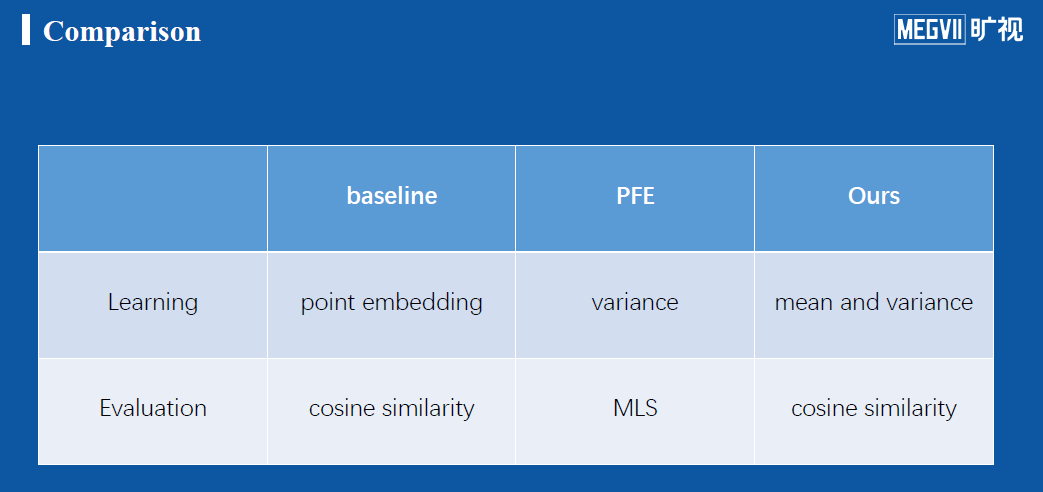 Comparison
MEGVII 旷视
baseline PFE Ours
Learning point embedding variance mean and variance
Evaluation cosine similarity MLS cosine similarity